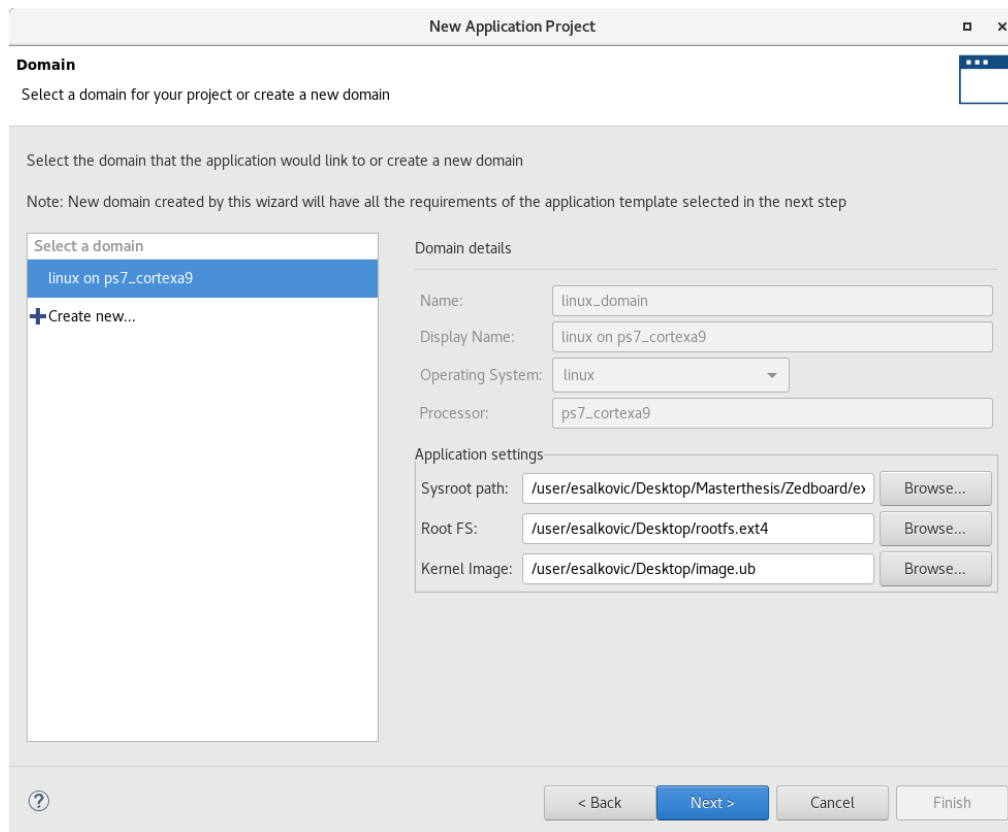 New Application Project
Domain
Select a domain for your project or create a new domain
Select the domain that the application would link to or create a new domain
Note: New domain created by this wizard will have all the requirements of the application template selected in the next step
Select a domain
linux on ps7_cortexa9
Create new...
Domain details
Name: linux_domain
Display Name: linux on ps7_cortexa9
Operating System: linux
Processor: ps7_cortexa9
Application settings
Sysroot path: /user/esalkovic/Desktop/Masterthesis/Zedboard/ex Browse...
Root FS: /user/esalkovic/Desktop/rootfs.ext4 Browse...
Kernel Image: /user/esalkovic/Desktop/image.ub Browse...
? < Back Next > Cancel Finish